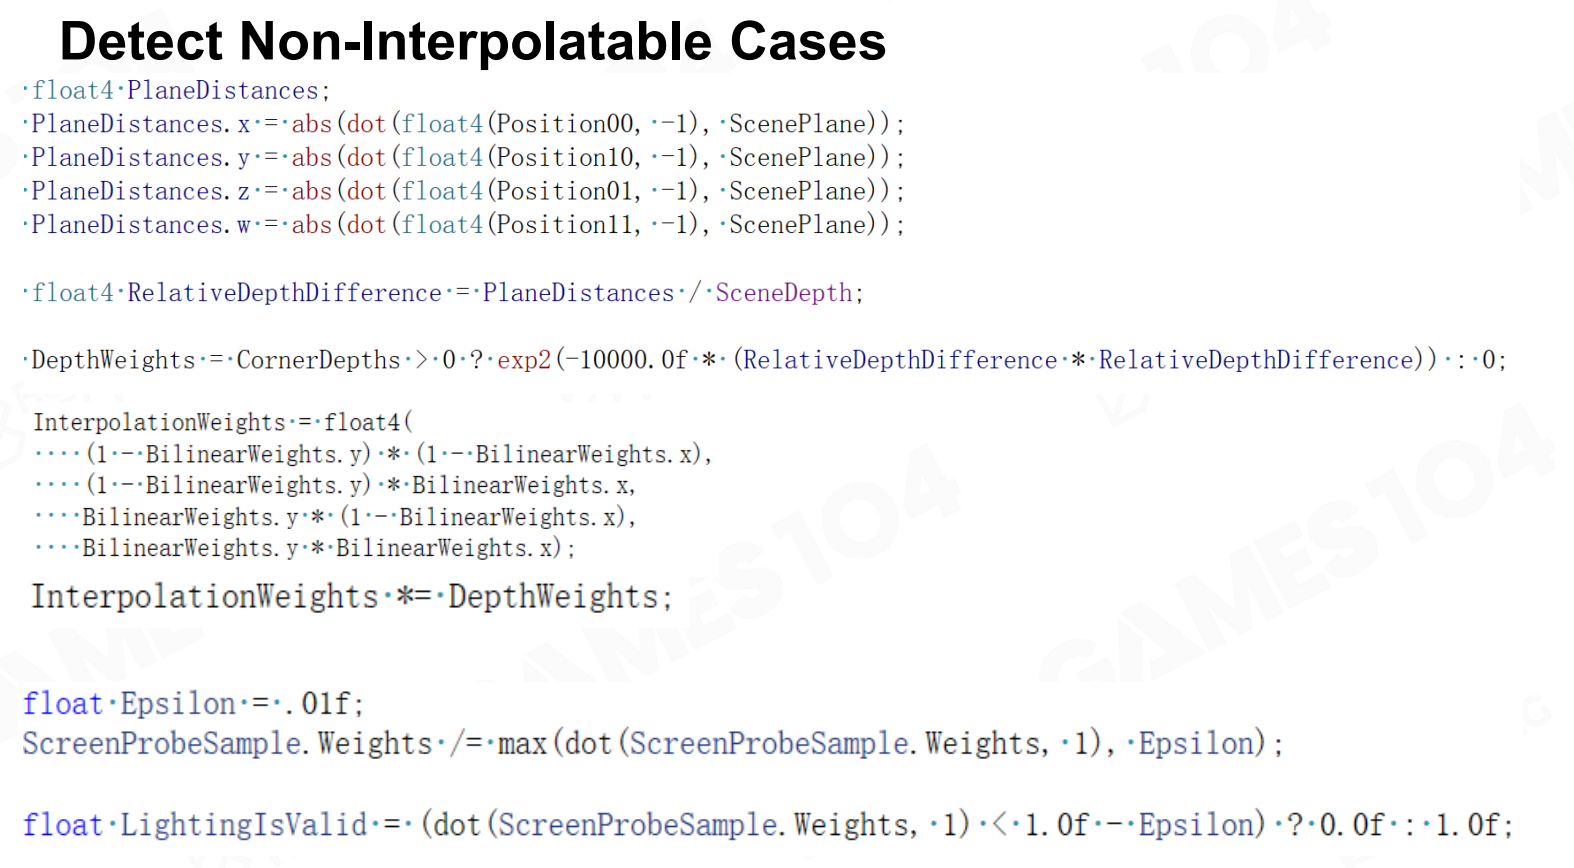 Detect Non-Interpolatable Cases
·float4·PlaneDistances;
·PlaneDistances.x·=·abs(dot(float4(Position00,·-1),·ScenePlane));
·PlaneDistances.y·=·abs(dot(float4(Position10,·-1),·ScenePlane));
·PlaneDistances.z·=·abs(dot(float4(Position01,·-1),·ScenePlane));
·PlaneDistances.w·=·abs(dot(float4(Position11,·-1),·ScenePlane));
·float4·RelativeDepthDifference·=·PlaneDistances·/·SceneDepth;
·DepthWeights·=·CornerDepths·>·0·?·exp2(-10000.0f·*·(RelativeDepthDifference·*·RelativeDepthDifference))·:·0;
InterpolationWeights·=·float4(
····(1·-·BilinearWeights.y)·*·(1·-·BilinearWeights.x),
····(1·-·BilinearWeights.y)·*·BilinearWeights.x,
····BilinearWeights.y·*·(1·-·BilinearWeights.x),
····BilinearWeights.y·*·BilinearWeights.x);
InterpolationWeights·*=·DepthWeights;
float·Epsilon·=·.01f;
ScreenProbeSample.Weights·/=·max(dot(ScreenProbeSample.Weights,·1),·Epsilon);
float·LightingIsValid·=·(dot(ScreenProbeSample.Weights,·1)·<·1.0f·-·Epsilon)·?·0.0f·:·1.0f;
GAMES104